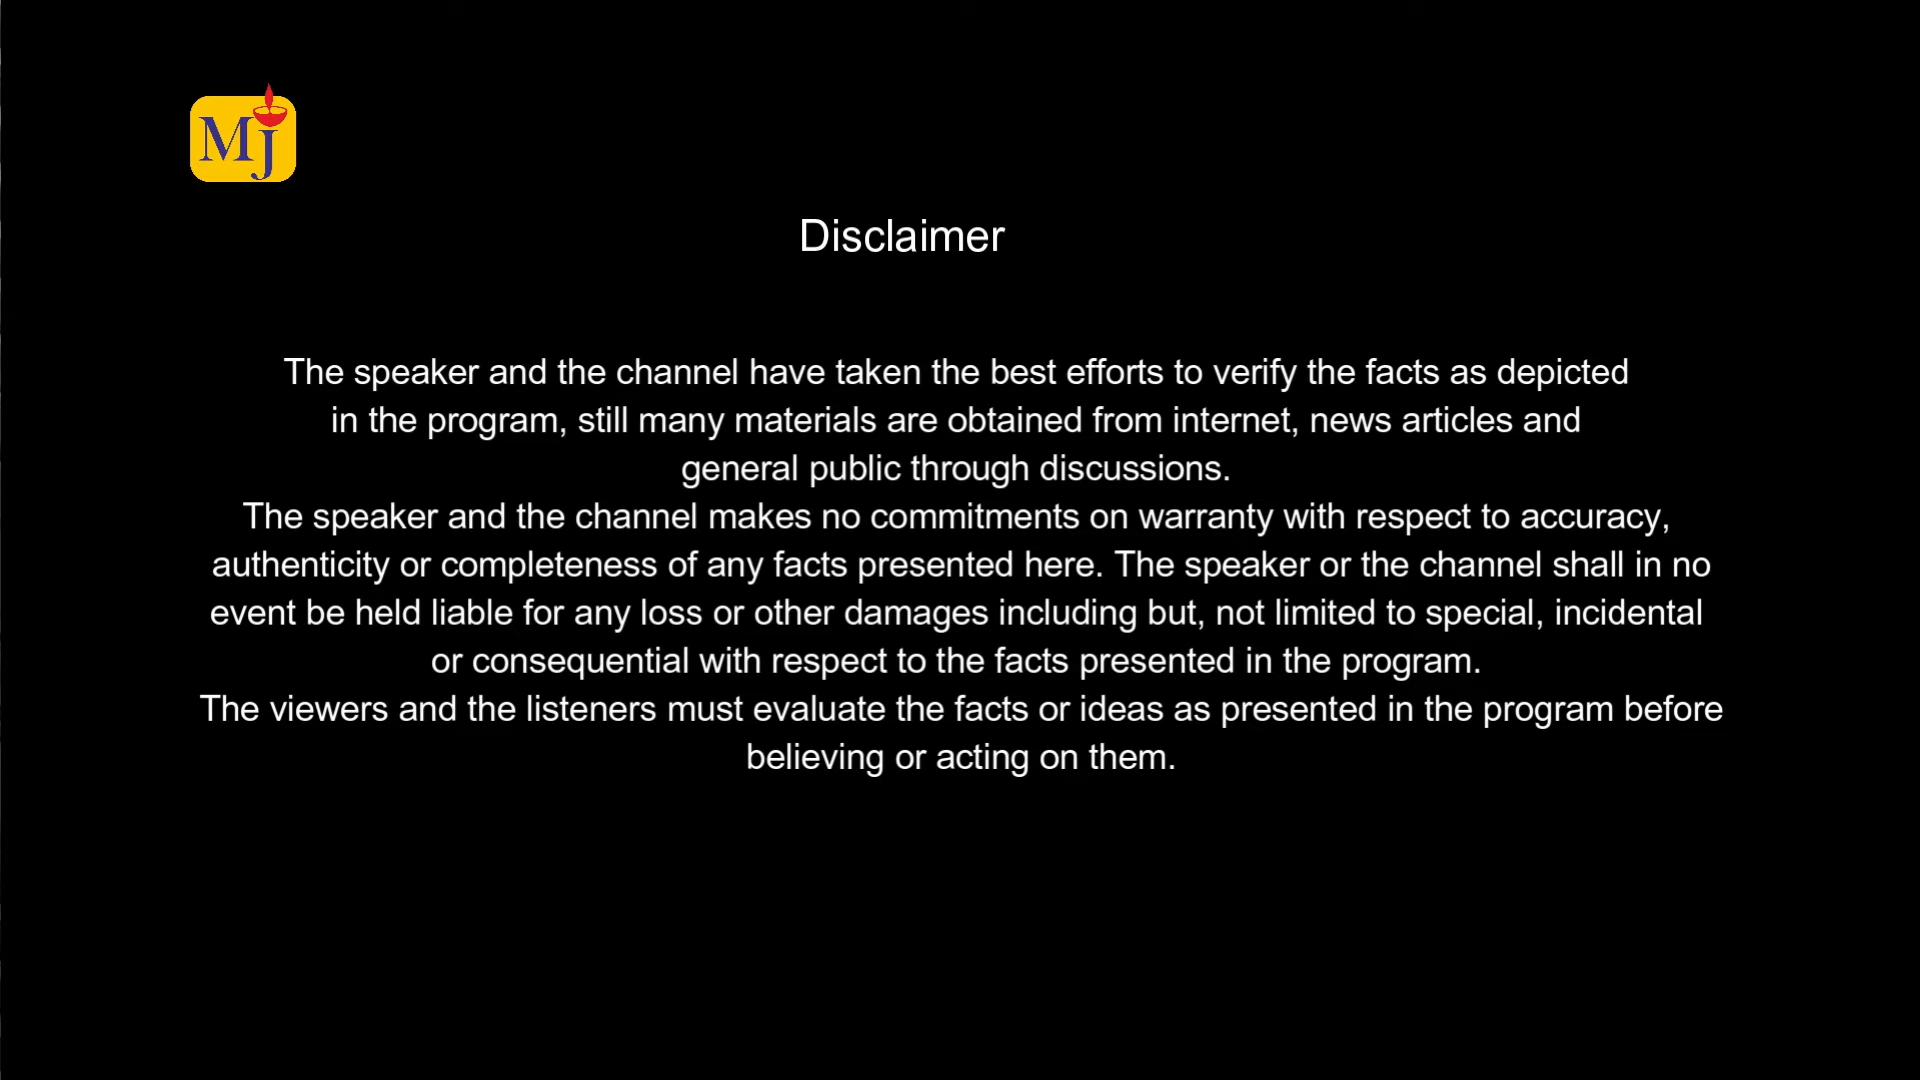 MJ
Disclaimer
The speaker and the channel have taken the best efforts to verify the facts as depicted
in the program, still many materials are obtained from internet, news articles and
general public through discussions.
The speaker and the channel makes no commitments on warranty with respect to accuracy,
authenticity or completeness of any facts presented here. The speaker or the channel shall in no
event be held liable for any loss or other damages including but, not limited to special, incidental
or consequential with respect to the facts presented in the program.
The viewers and the listeners must evaluate the facts or ideas as presented in the program before
believing or acting on them.